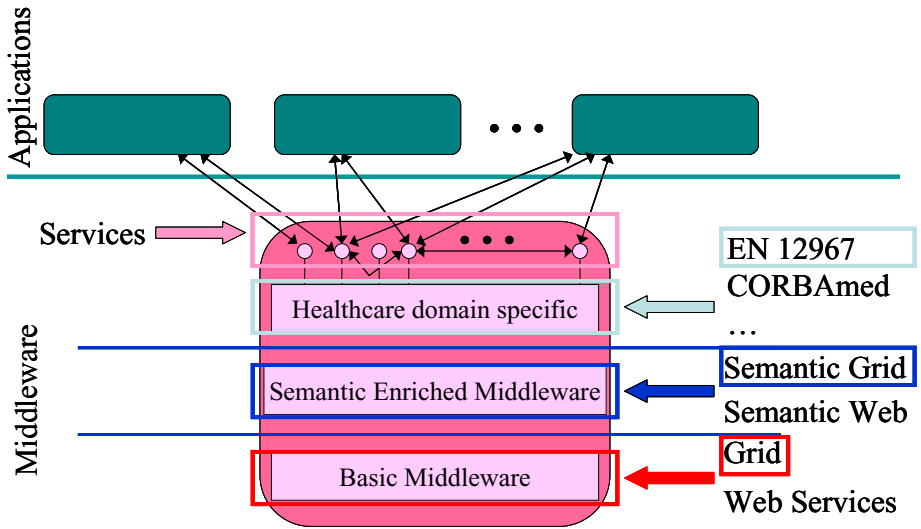 Applications
Services
EN 12967
CORBAmed
...
Healthcare domain specific
Middleware
Semantic Grid
Semantic Enriched Middleware
Semantic Web
Grid
Basic Middleware
Web Services